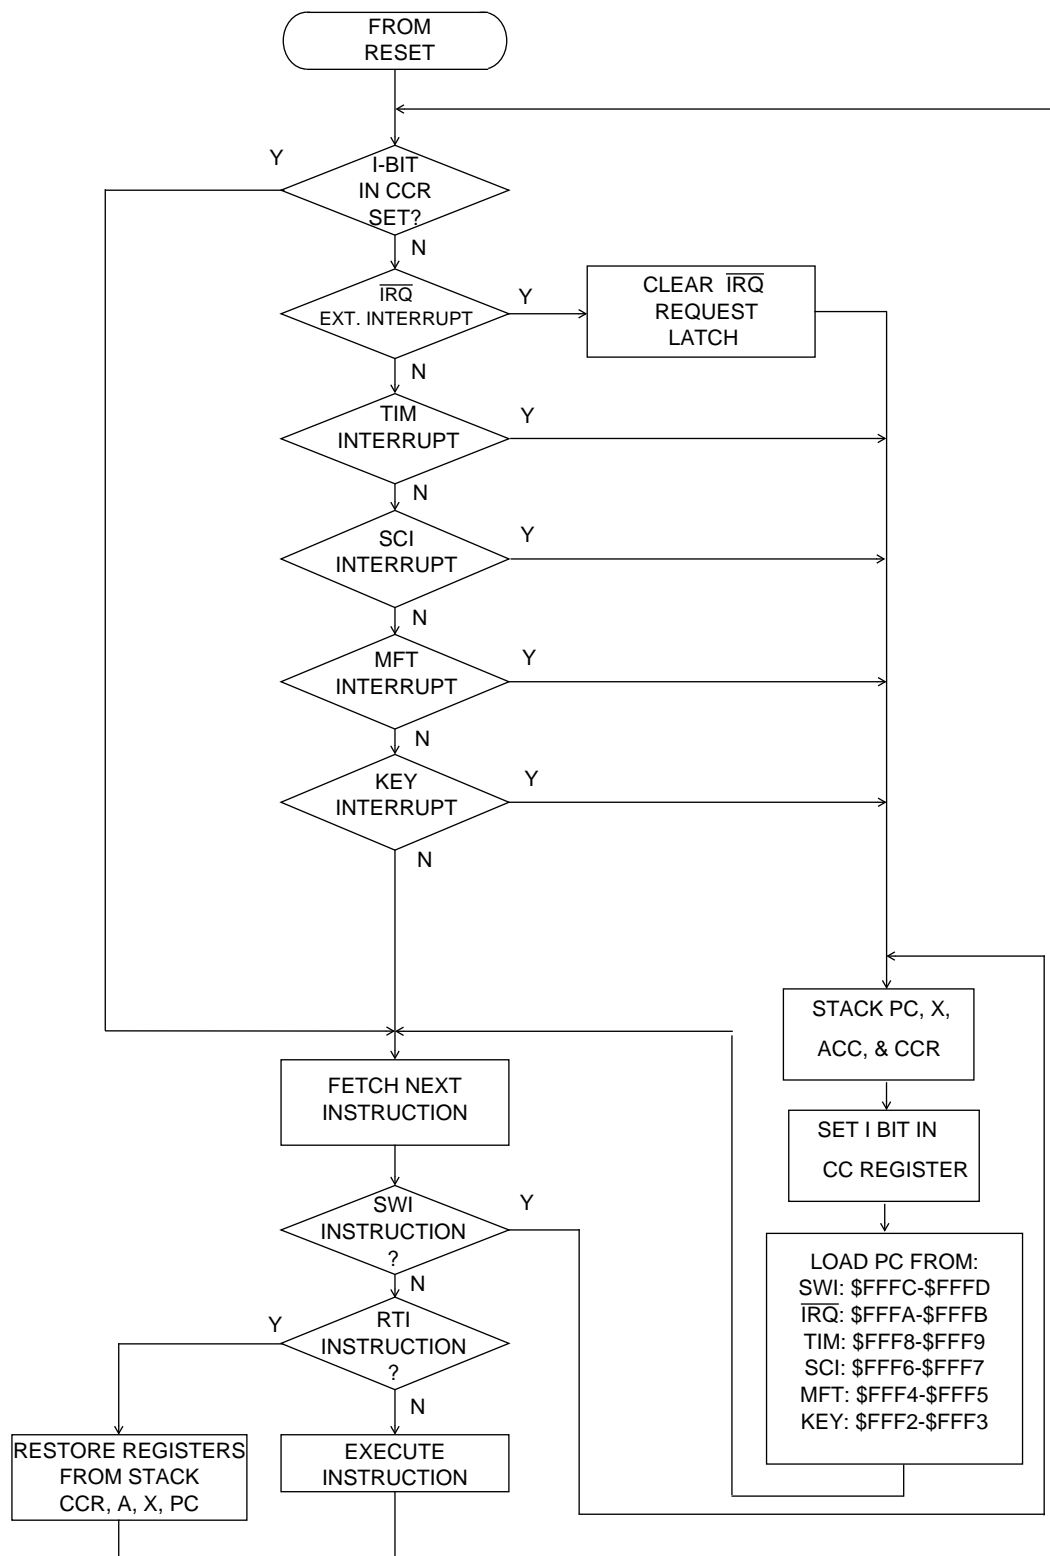 FROM
RESET
Y
I-BIT
IN CCR
SET?
N
IRQ
EXT. INTERRUPT
Y
CLEAR IRQ
REQUEST
LATCH
N
TIM
INTERRUPT
Y
N
SCI
INTERRUPT
Y
N
MFT
INTERRUPT
Y
N
KEY
INTERRUPT
Y
N
STACK PC, X,
ACC, & CCR
FETCH NEXT
INSTRUCTION
SET I BIT IN
CC REGISTER
SWI
INSTRUCTION
?
Y
N
LOAD PC FROM:
SWI: $FFFC-$FFFD
IRQ: $FFFA-$FFFB
TIM: $FFF8-$FFF9
SCI: $FFF6-$FFF7
MFT: $FFF4-$FFF5
KEY: $FFF2-$FFF3
Y
RTI
INSTRUCTION
?
N
RESTORE REGISTERS
FROM STACK
CCR, A, X, PC
EXECUTE
INSTRUCTION